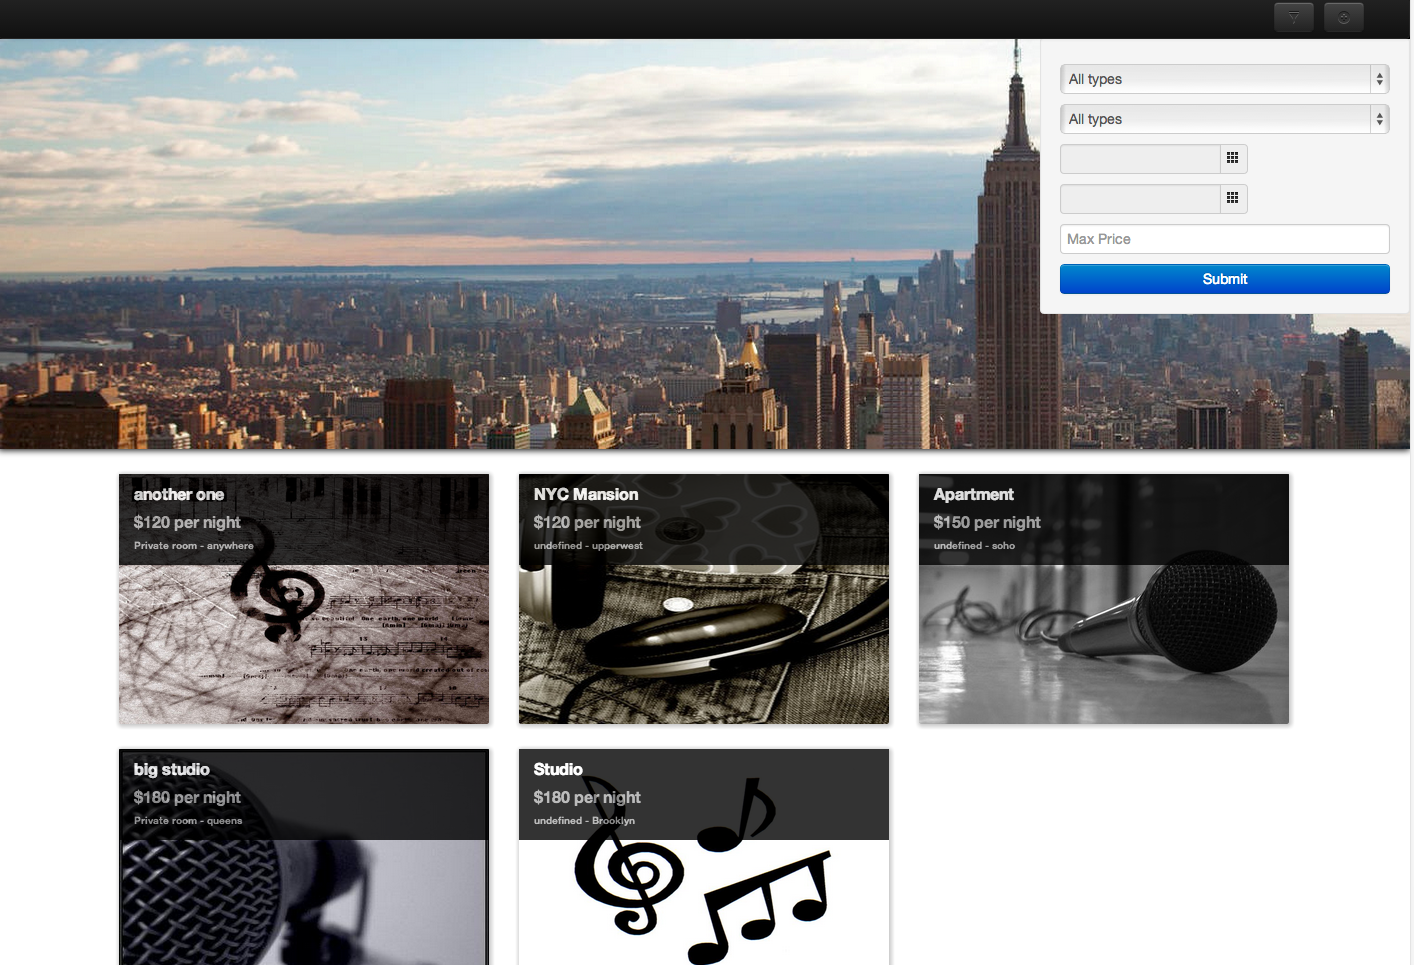 All types
All types
Max Price
Submit
another one
$120 per night
Private room - anywhere
NYC Mansion
$120 per night
undefined - upperwest
Apartment
$150 per night
undefined - soho
big studio
$180 per night
Private room - queens
Studio
$180 per night
undefined - Brooklyn